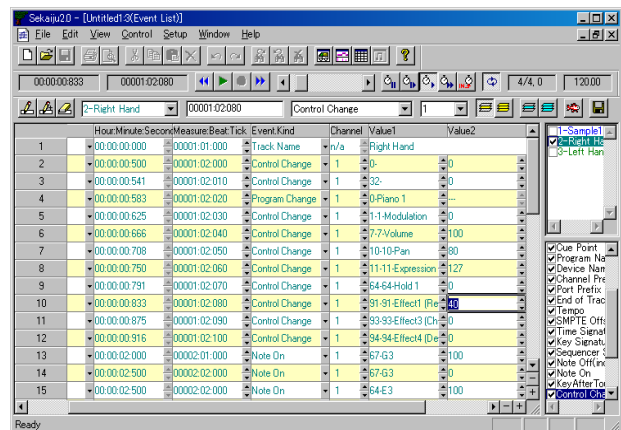 Sekaiju2.0 - [Untitled1:3(Event List)]
File Edit View Control Setup Window Help
00:00:00:833 00001:02:080 4/4, 0 120.00
2-Right Hand 00001:02:080 Control Change 1
Hour:Minute:Second Measure:Beat:Tick Event.Kind Channel Value1 Value2
1 00:00:00:000 00001:01:000 Track Name n/a Right Hand
2 00:00:00:500 00001:02:000 Control Change 1 0- 0
3 00:00:00:541 00001:02:010 Control Change 1 32- 0
4 00:00:00:583 00001:02:020 Program Change 1 0-Piano 1 ---
5 00:00:00:625 00001:02:030 Control Change 1 1-1-Modulation 0
6 00:00:00:666 00001:02:040 Control Change 1 7-7-Volume 100
7 00:00:00:708 00001:02:050 Control Change 1 10-10-Pan 80
8 00:00:00:750 00001:02:060 Control Change 1 11-11-Expression 127
9 00:00:00:791 00001:02:070 Control Change 1 64-64-Hold 1 0
10 00:00:00:833 00001:02:080 Control Change 1 91-91-Effect1 (Re 40
11 00:00:00:875 00001:02:090 Control Change 1 93-93-Effect3 (Ch 0
12 00:00:00:916 00001:02:100 Control Change 1 94-94-Effect4 (De 0
13 00:00:02:000 00002:01:000 Note On 1 67-G3 100
14 00:00:02:500 00002:02:000 Note On 1 67-G3 0
15 00:00:02:500 00002:02:000 Note On 1 64-E3 100
1-Sample1
2-Right Ha
3-Left Han
Cue Point
Program Na
Device Nam
Channel Pre
Port Prefix
End of Trac
Tempo
SMPTE Offs
Time Signat
Key Signatu
Sequencer S
Note Off(inc
Note On
KeyAfterTou
Control Cha
Ready